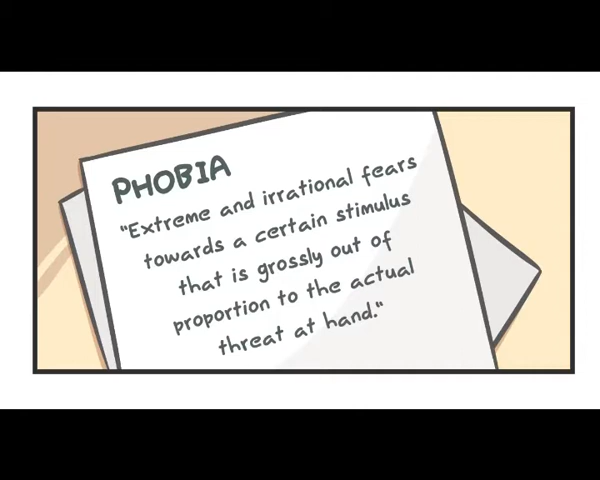 PHOBIA
"Extreme and irrational fears
towards a certain stimulus
that is grossly out of
proportion to the actual
threat at hand."